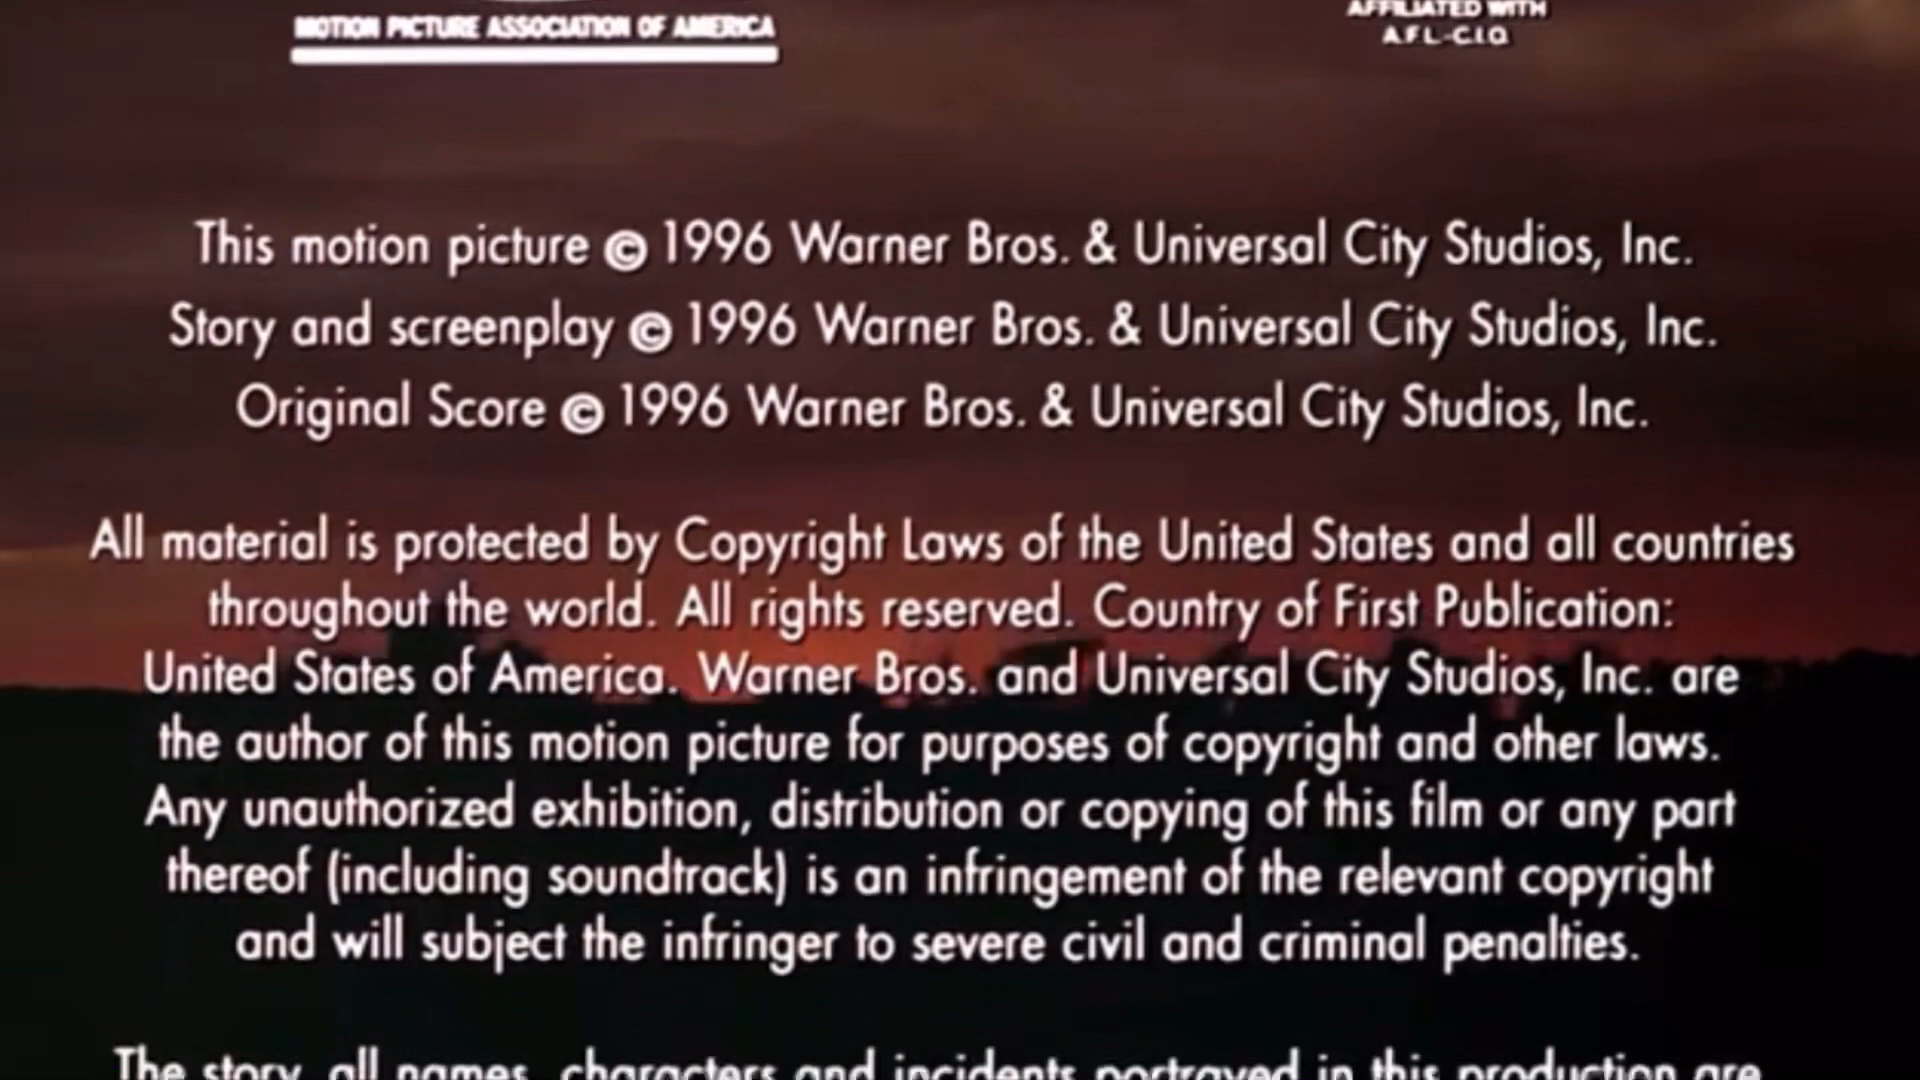 MOTION PICTURE ASSOCIATION OF AMERICA
AFFILIATED WITH
A.F.L.-C.I.O.
This motion picture © 1996 Warner Bros. & Universal City Studios, Inc.
Story and screenplay © 1996 Warner Bros. & Universal City Studios, Inc.
Original Score © 1996 Warner Bros. & Universal City Studios, Inc.
All material is protected by Copyright Laws of the United States and all countries
throughout the world. All rights reserved. Country of First Publication:
United States of America. Warner Bros. and Universal City Studios, Inc. are
the author of this motion picture for purposes of copyright and other laws.
Any unauthorized exhibition, distribution or copying of this film or any part
thereof (including soundtrack) is an infringement of the relevant copyright
and will subject the infringer to severe civil and criminal penalties.
The story, all names, characters and incidents portrayed in this production are